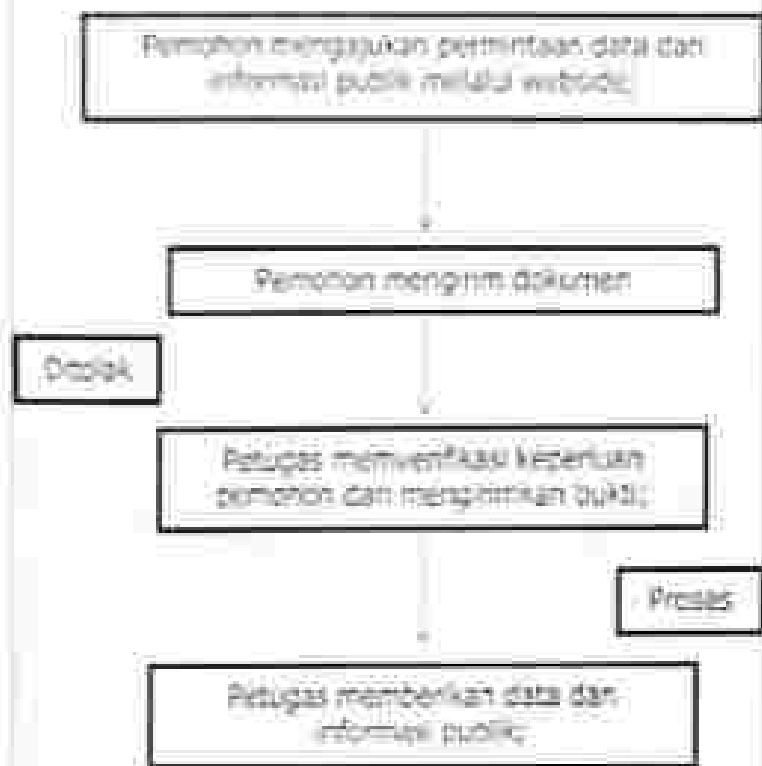 Pemohon mengajukan permintaan data dan
informasi publik melalui website;
Pemohon mengirim dokumen
Ditolak
Petugas memverifikasi keperluan
pemohon dan mengirimkan bukti;
Proses
Petugas memberikan data dan
informasi publik;